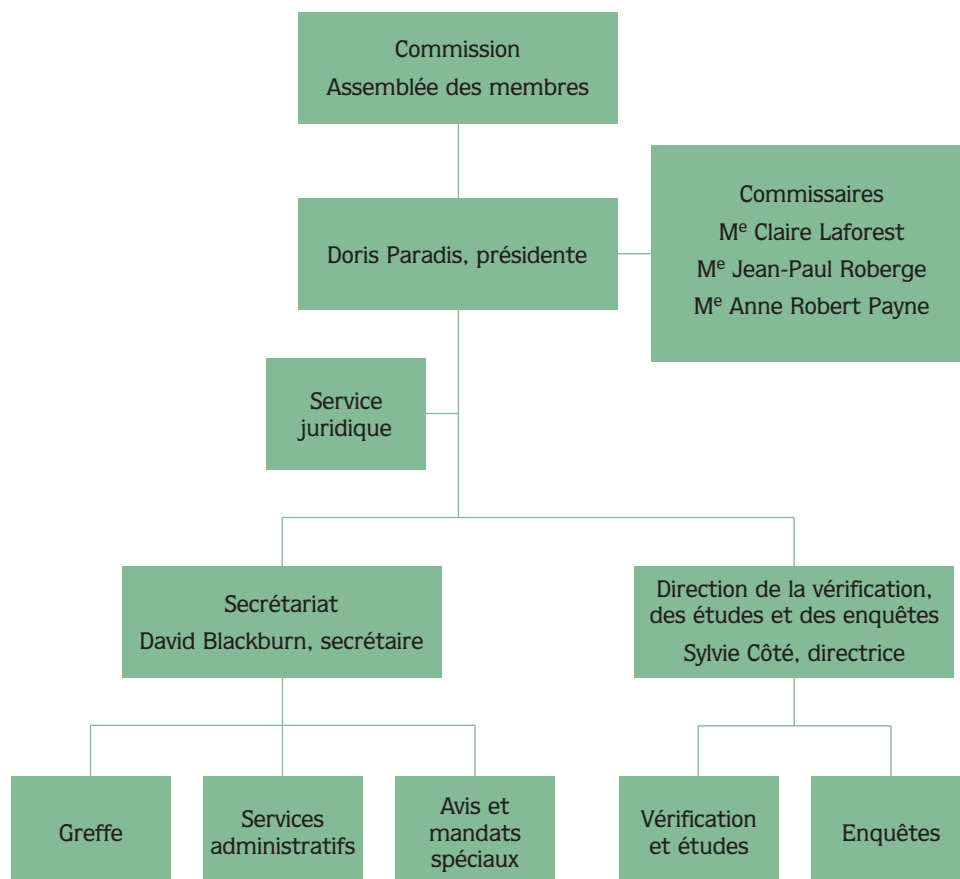 Commission
Assemblée des membres
Doris Paradis, présidente
Commissaires
Me Claire Laforest
Me Jean-Paul Roberge
Me Anne Robert Payne
Service
juridique
Secrétariat
David Blackburn, secrétaire
Direction de la vérification,
des études et des enquêtes
Sylvie Côté, directrice
Greffe
Services
administratifs
Avis et
mandats
spéciaux
Vérification
et études
Enquêtes